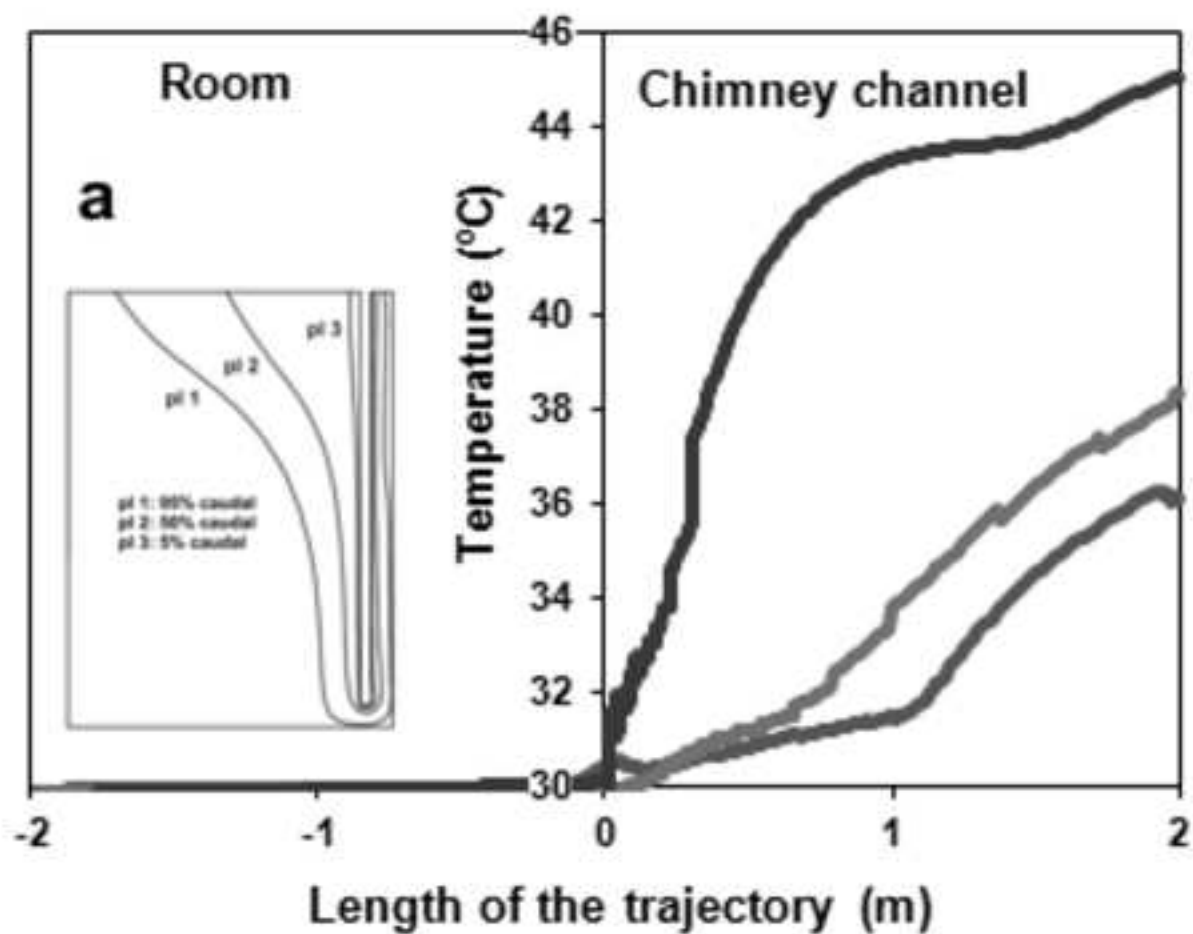 Room
Chimney channel
a
pl 1
pl 2
pl 3
pl 1: 95% caudal
pl 2: 50% caudal
pl 3: 5% caudal
Temperature (°C)
46
44
42
40
38
36
34
32
30
-2
-1
0
1
2
Length of the trajectory (m)